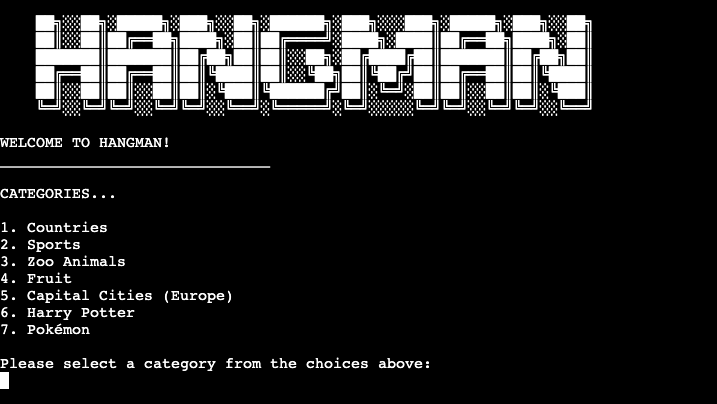 HANGMAN
WELCOME TO HANGMAN!
CATEGORIES...
1. Countries
2. Sports
3. Zoo Animals
4. Fruit
5. Capital Cities (Europe)
6. Harry Potter
7. Pokémon
Please select a category from the choices above: